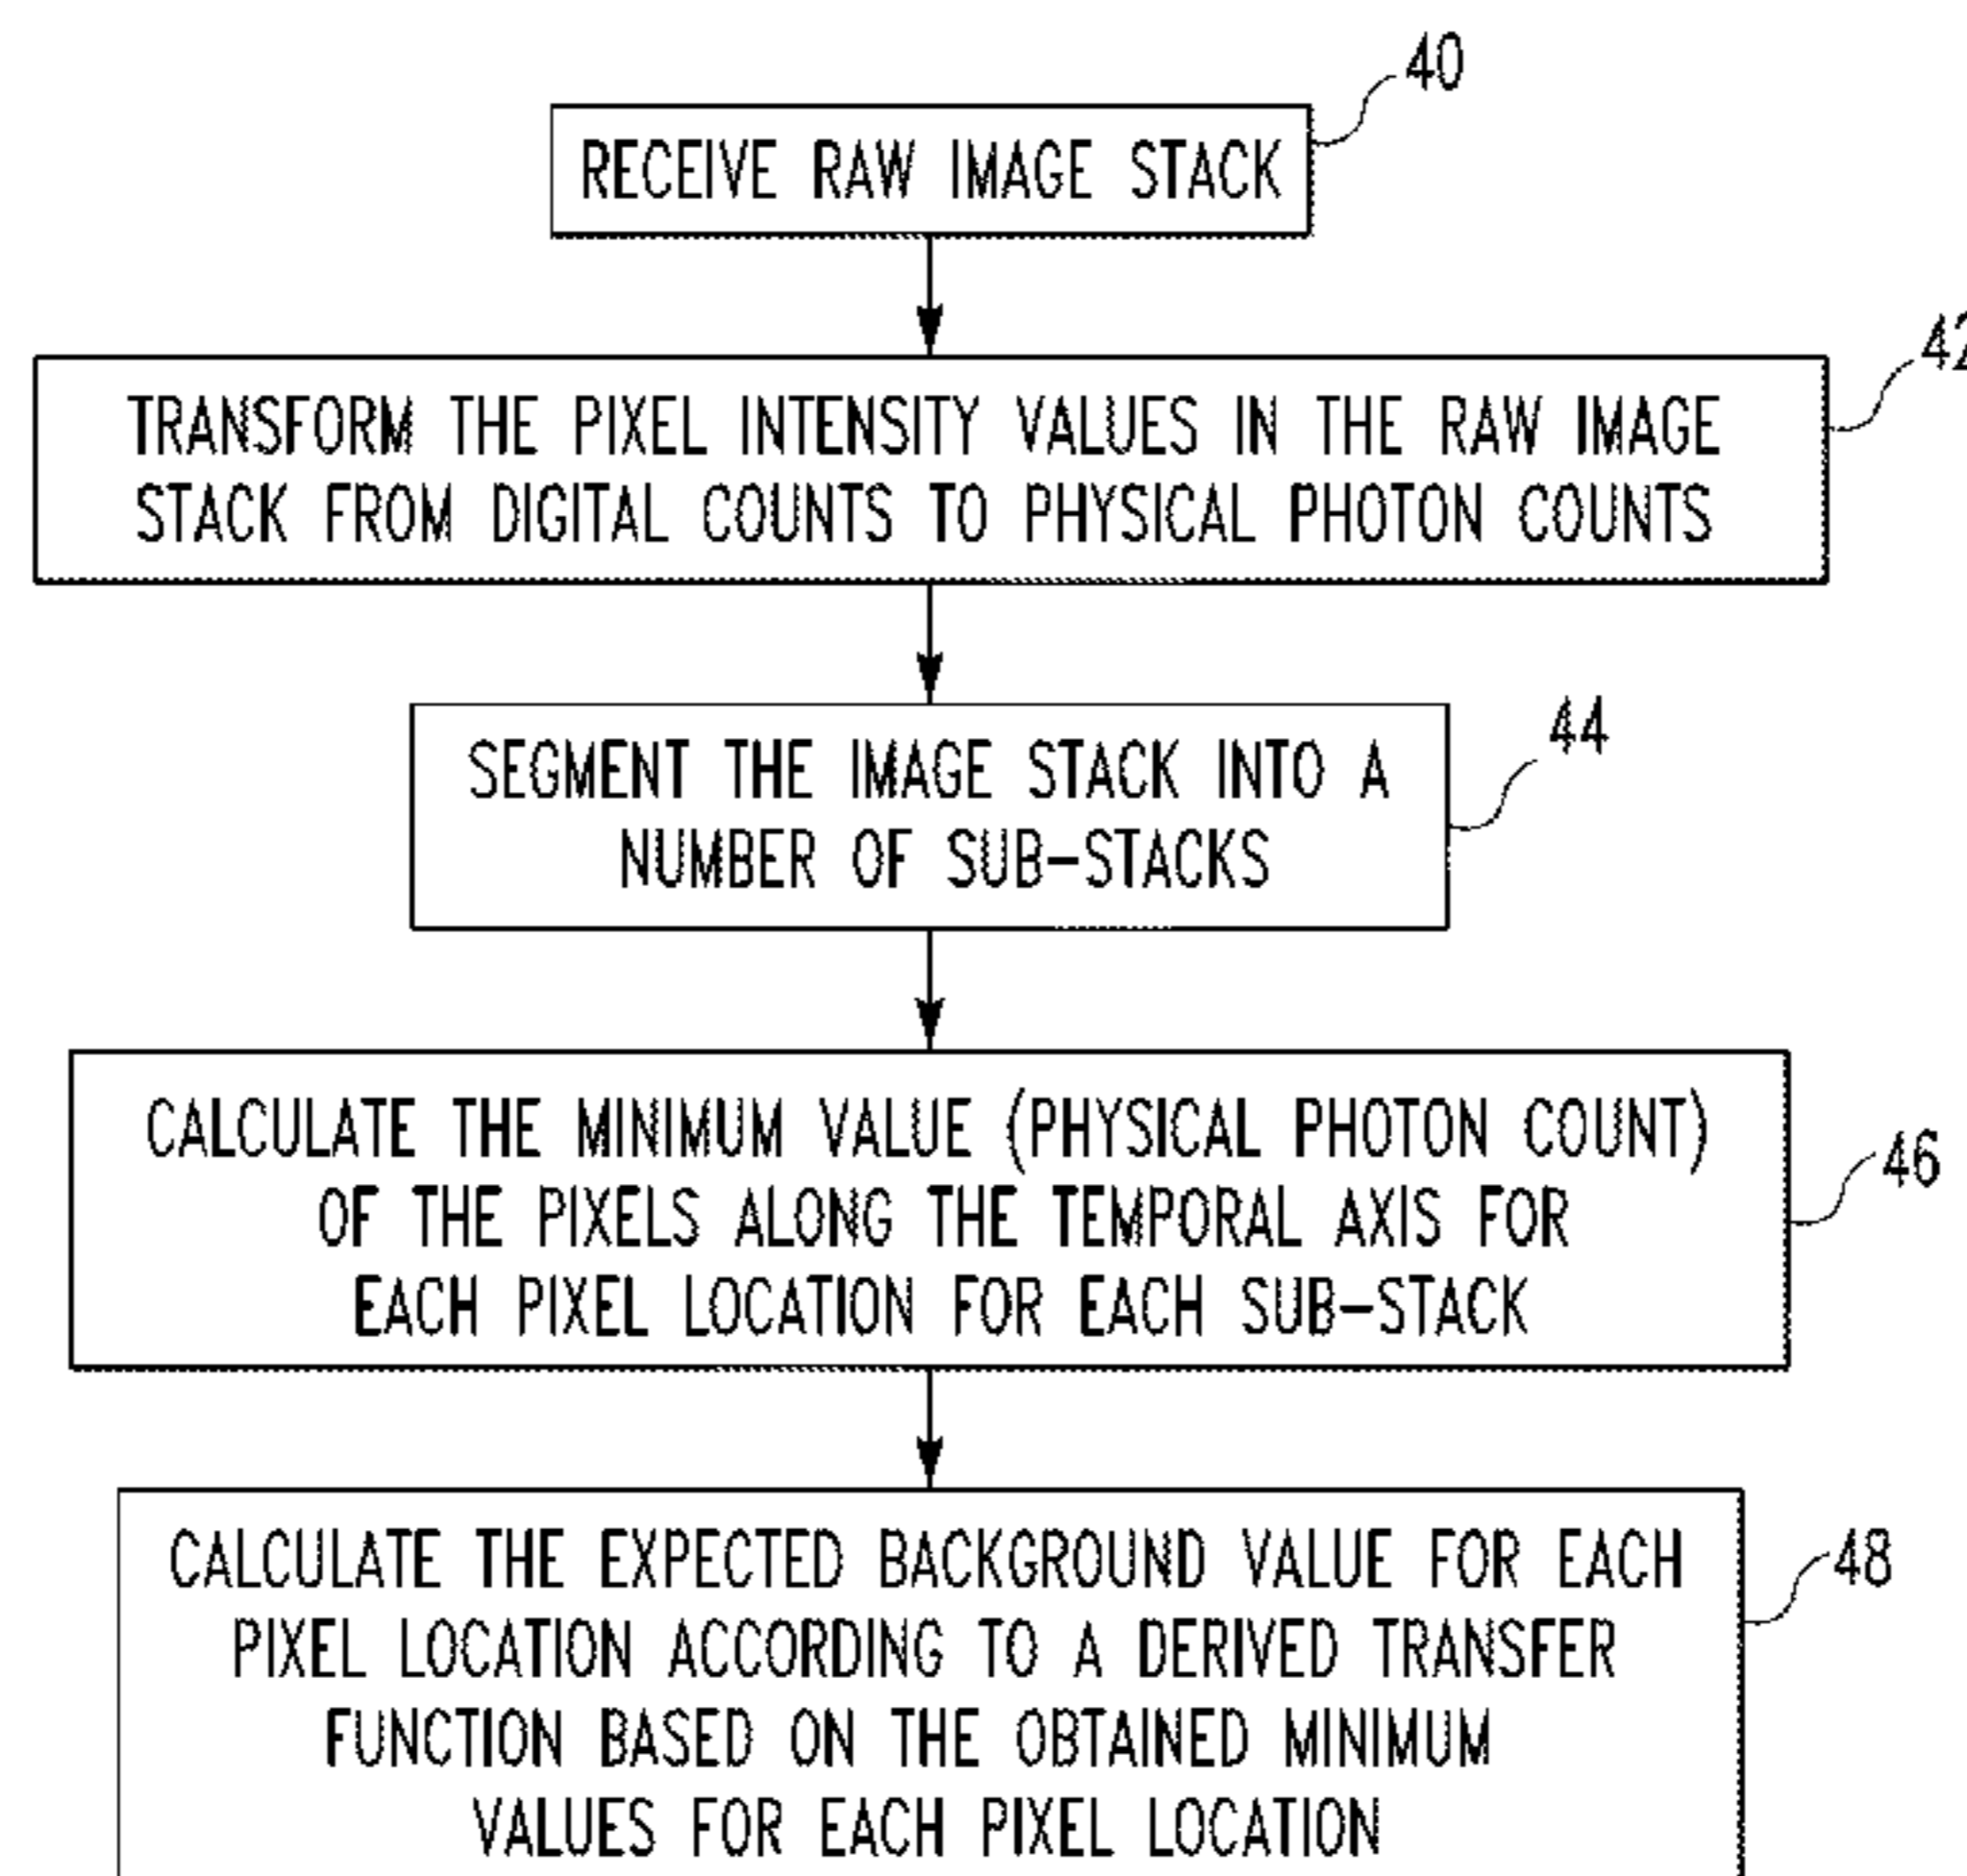 40
RECEIVE RAW IMAGE STACK
42
TRANSFORM THE PIXEL INTENSITY VALUES IN THE RAW IMAGE
STACK FROM DIGITAL COUNTS TO PHYSICAL PHOTON COUNTS
44
SEGMENT THE IMAGE STACK INTO A
NUMBER OF SUB-STACKS
CALCULATE THE MINIMUM VALUE (PHYSICAL PHOTON COUNT)
46
OF THE PIXELS ALONG THE TEMPORAL AXIS FOR
EACH PIXEL LOCATION FOR EACH SUB-STACK
CALCULATE THE EXPECTED BACKGROUND VALUE FOR EACH
48
PIXEL LOCATION ACCORDING TO A DERIVED TRANSFER
FUNCTION BASED ON THE OBTAINED MINIMUM
VALUES FOR EACH PIXEL LOCATION